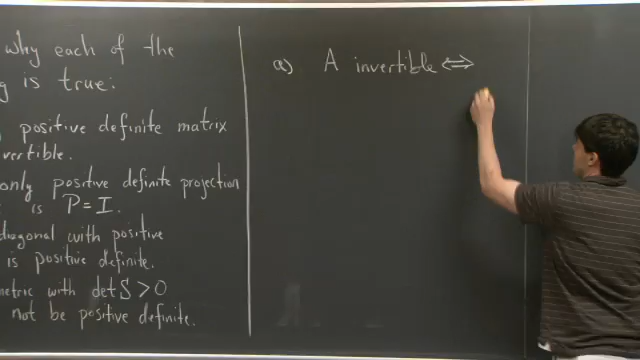 why each of the
g is true:
positive definite matrix
vertible.
only positive definite projection
is P = I.
diagonal with positive
is positive definite.
metric with det S > 0
not be positive definite.
a) A invertible ⇔